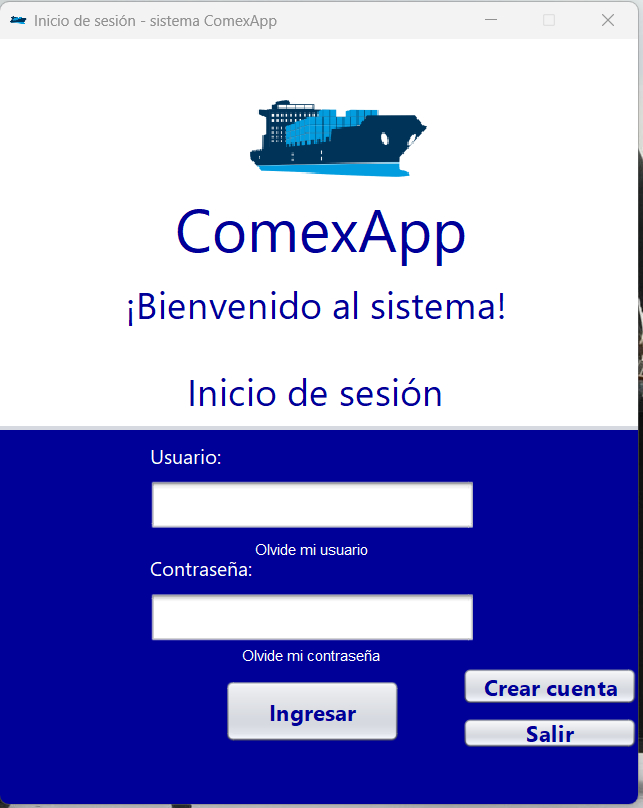 Inicio de sesión - sistema ComexApp
ComexApp
¡Bienvenido al sistema!
Inicio de sesión
Usuario:
Olvide mi usuario
Contraseña:
Olvide mi contraseña
Crear cuenta
Ingresar
Salir